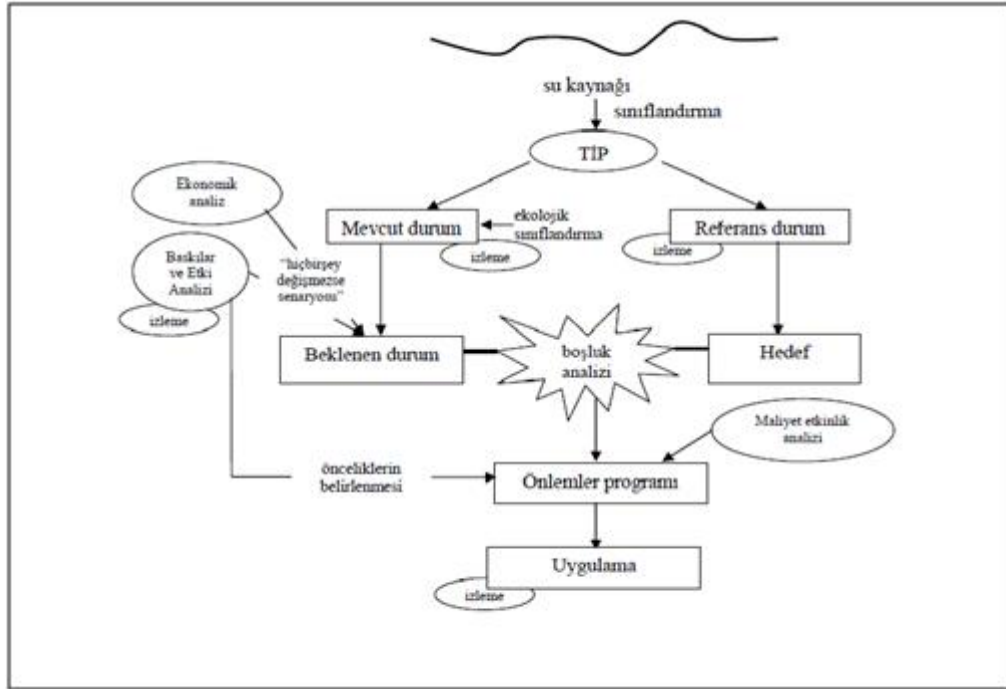 su kaynağı
sınıflandırma
TİP
Ekonomik
analiz
Mevcut durum
ekolojik
sınıflandırma
izleme
Referans durum
izleme
Baskılar
ve Etki
Analizi
izleme
"hiçbirşey
değişmezse
senaryosu"
Beklenen durum
boşluk
analizi
Hedef
Maliyet etkinlik
analizi
önceliklerin
belirlenmesi
Önlemler programı
Uygulama
izleme